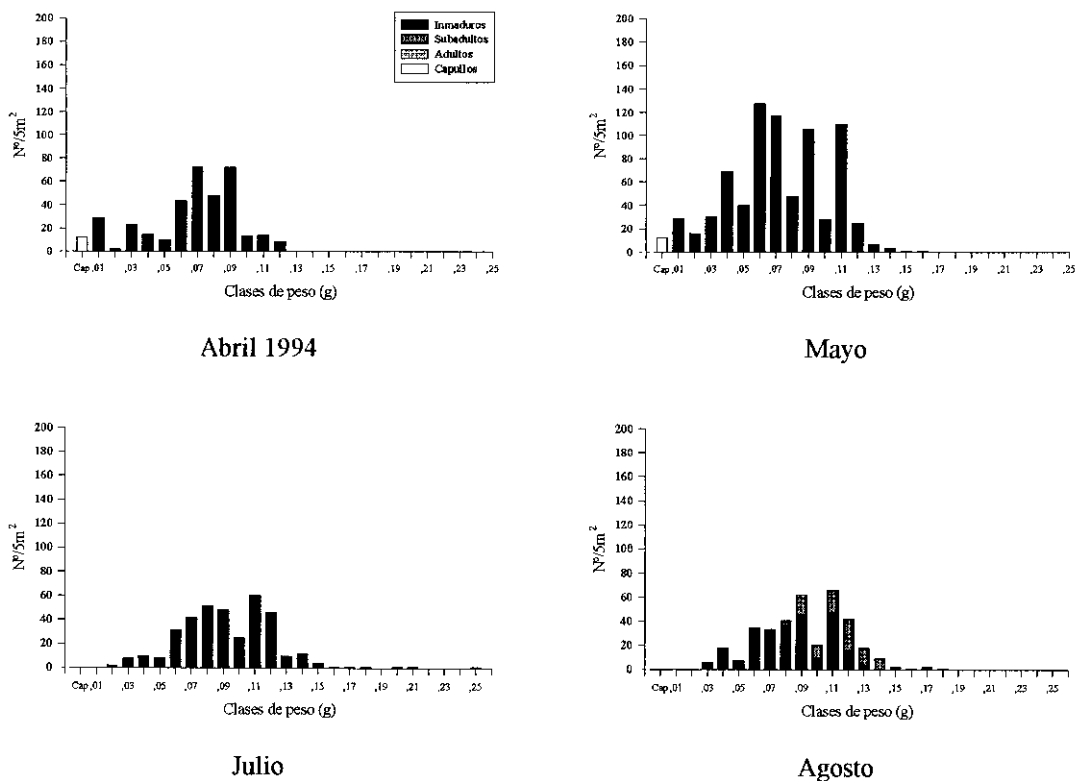 200
180
160
140
120
100
80
60
40
20
0
Nº/5m²
Inmaduros
Subadultos
Adultos
Capullos
Cap ,01 ,03 ,05 ,07 ,09 ,11 ,13 ,15 ,17 ,19 ,21 ,23 ,25
Clases de peso (g)
Abril 1994
200
180
160
140
120
100
80
60
40
20
0
Nº/5m²
Cap ,01 ,03 ,05 ,07 ,09 ,11 ,13 ,15 ,17 ,19 ,21 ,23 ,25
Clases de peso (g)
Mayo
200
180
160
140
120
100
80
60
40
20
0
Nº/5m²
Cap ,01 ,03 ,05 ,07 ,09 ,11 ,13 ,15 ,17 ,19 ,21 ,23 ,25
Clases de peso (g)
Julio
200
180
160
140
120
100
80
60
40
20
0
Nº/5m²
Cap ,01 ,03 ,05 ,07 ,09 ,11 ,13 ,15 ,17 ,19 ,21 ,23 ,25
Clases de peso (g)
Agosto